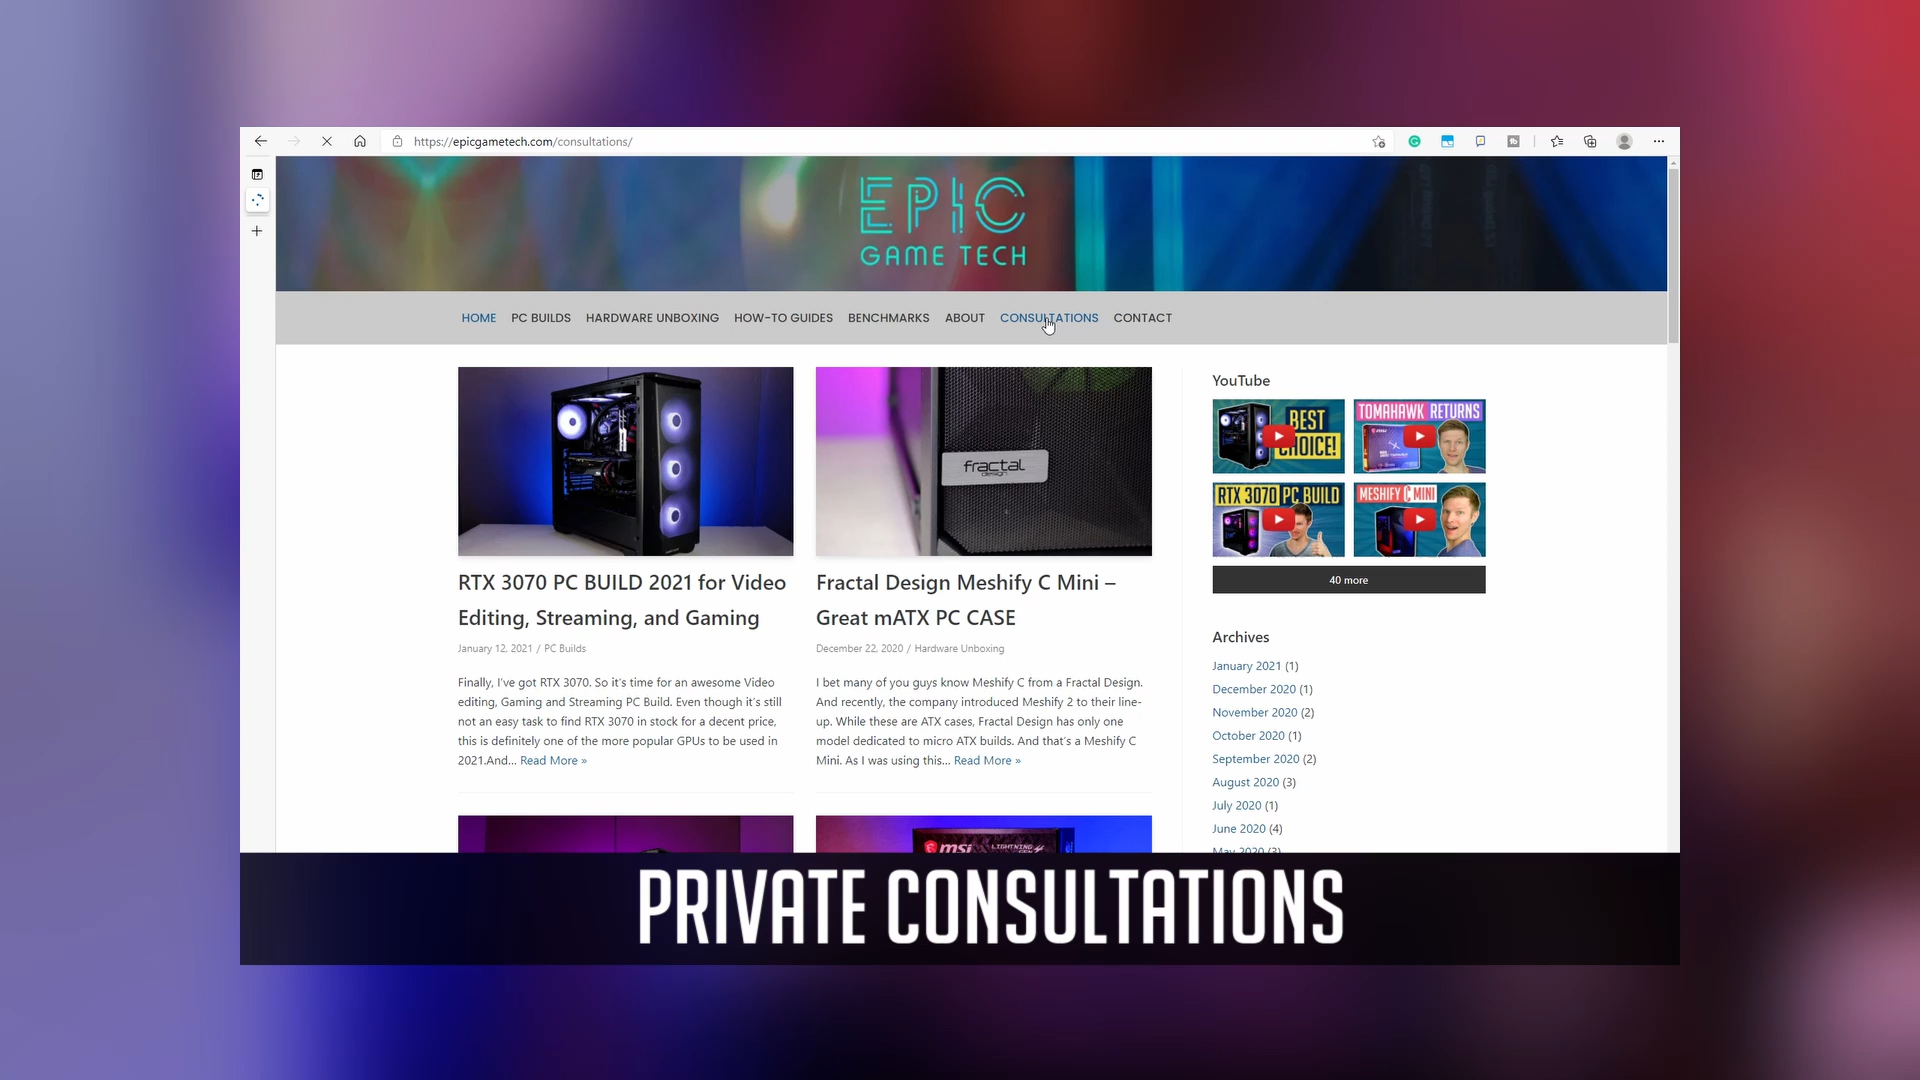 https://epicgametech.com/consultations/
EPIC
GAME TECH
HOME PC BUILDS HARDWARE UNBOXING HOW-TO GUIDES BENCHMARKS ABOUT CONSULTATIONS CONTACT
fractal
design
RTX 3070 PC BUILD 2021 for Video
Editing, Streaming, and Gaming
January 12, 2021 / PC Builds
Finally, I've got RTX 3070. So it's time for an awesome Video
editing, Gaming and Streaming PC Build. Even though it's still
not an easy task to find RTX 3070 in stock for a decent price,
this is definitely one of the more popular GPUs to be used in
2021.And... Read More »
Fractal Design Meshify C Mini –
Great mATX PC CASE
December 22, 2020 / Hardware Unboxing
I bet many of you guys know Meshify C from a Fractal Design.
And recently, the company introduced Meshify 2 to their line-
up. While these are ATX cases, Fractal Design has only one
model dedicated to micro ATX builds. And that's a Meshify C
Mini. As I was using this... Read More »
msi LIGHTNING
YouTube
BEST
CHOICE!
TOMAHAWK RETURNS
RTX 3070 PC BUILD
MESHIFY C MINI
40 more
Archives
January 2021 (1)
December 2020 (1)
November 2020 (2)
October 2020 (1)
September 2020 (2)
August 2020 (3)
July 2020 (1)
June 2020 (4)
May 2020 (3)
PRIVATE CONSULTATIONS